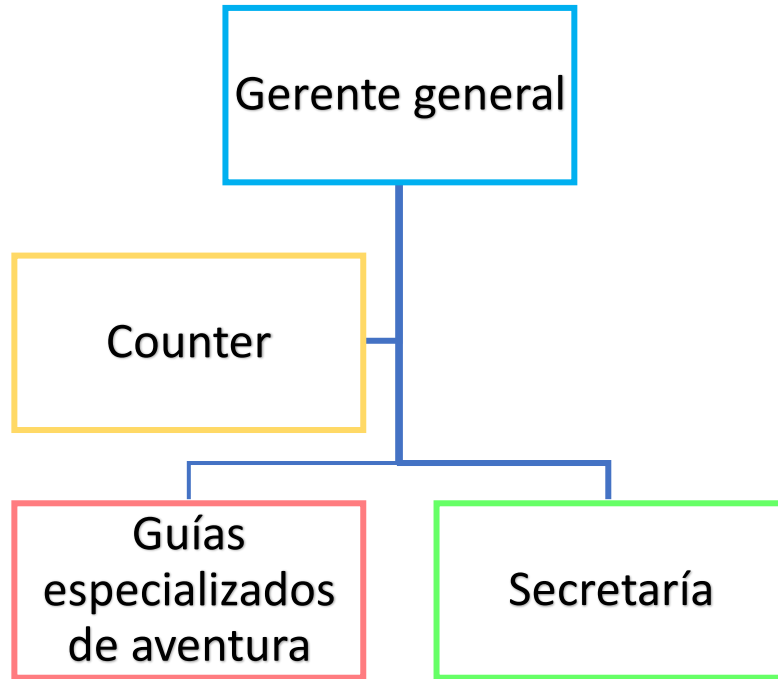 Gerente general
Counter
Guías
especializados
de aventura
Secretaría